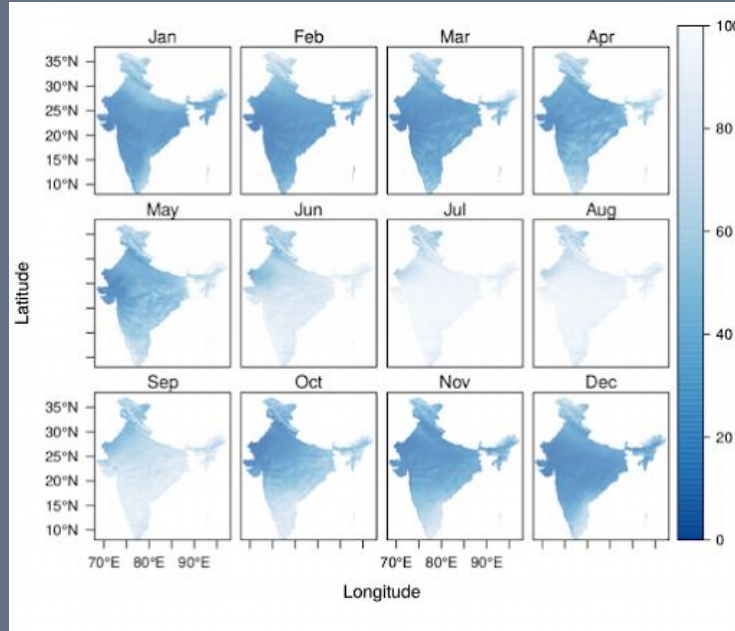 Jan Feb Mar Apr
35°N
30°N
25°N
20°N
15°N
10°N
May Jun Jul Aug
Latitude
Sep Oct Nov Dec
35°N
30°N
25°N
20°N
15°N
10°N
70°E 80°E 90°E
70°E 80°E 90°E
Longitude
100
80
60
40
20
0